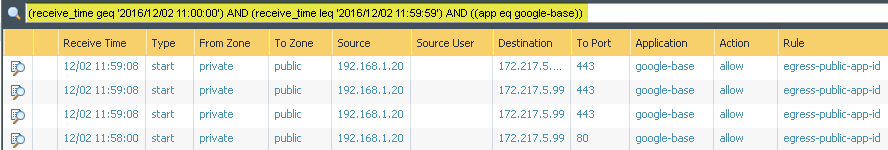 (receive_time geq '2016/12/02 11:00:00') AND (receive_time leq '2016/12/02 11:59:59') AND ((app eq google-base))
Receive Time Type From Zone To Zone Source Source User Destination To Port Application Action Rule
12/02 11:59:08 start private public 192.168.1.20 172.217.5.... 443 google-base allow egress-public-app-id
12/02 11:59:08 start private public 192.168.1.20 172.217.5.99 443 google-base allow egress-public-app-id
12/02 11:59:08 start private public 192.168.1.20 172.217.5.99 443 google-base allow egress-public-app-id
12/02 11:58:00 start private public 192.168.1.20 172.217.5.99 80 google-base allow egress-public-app-id